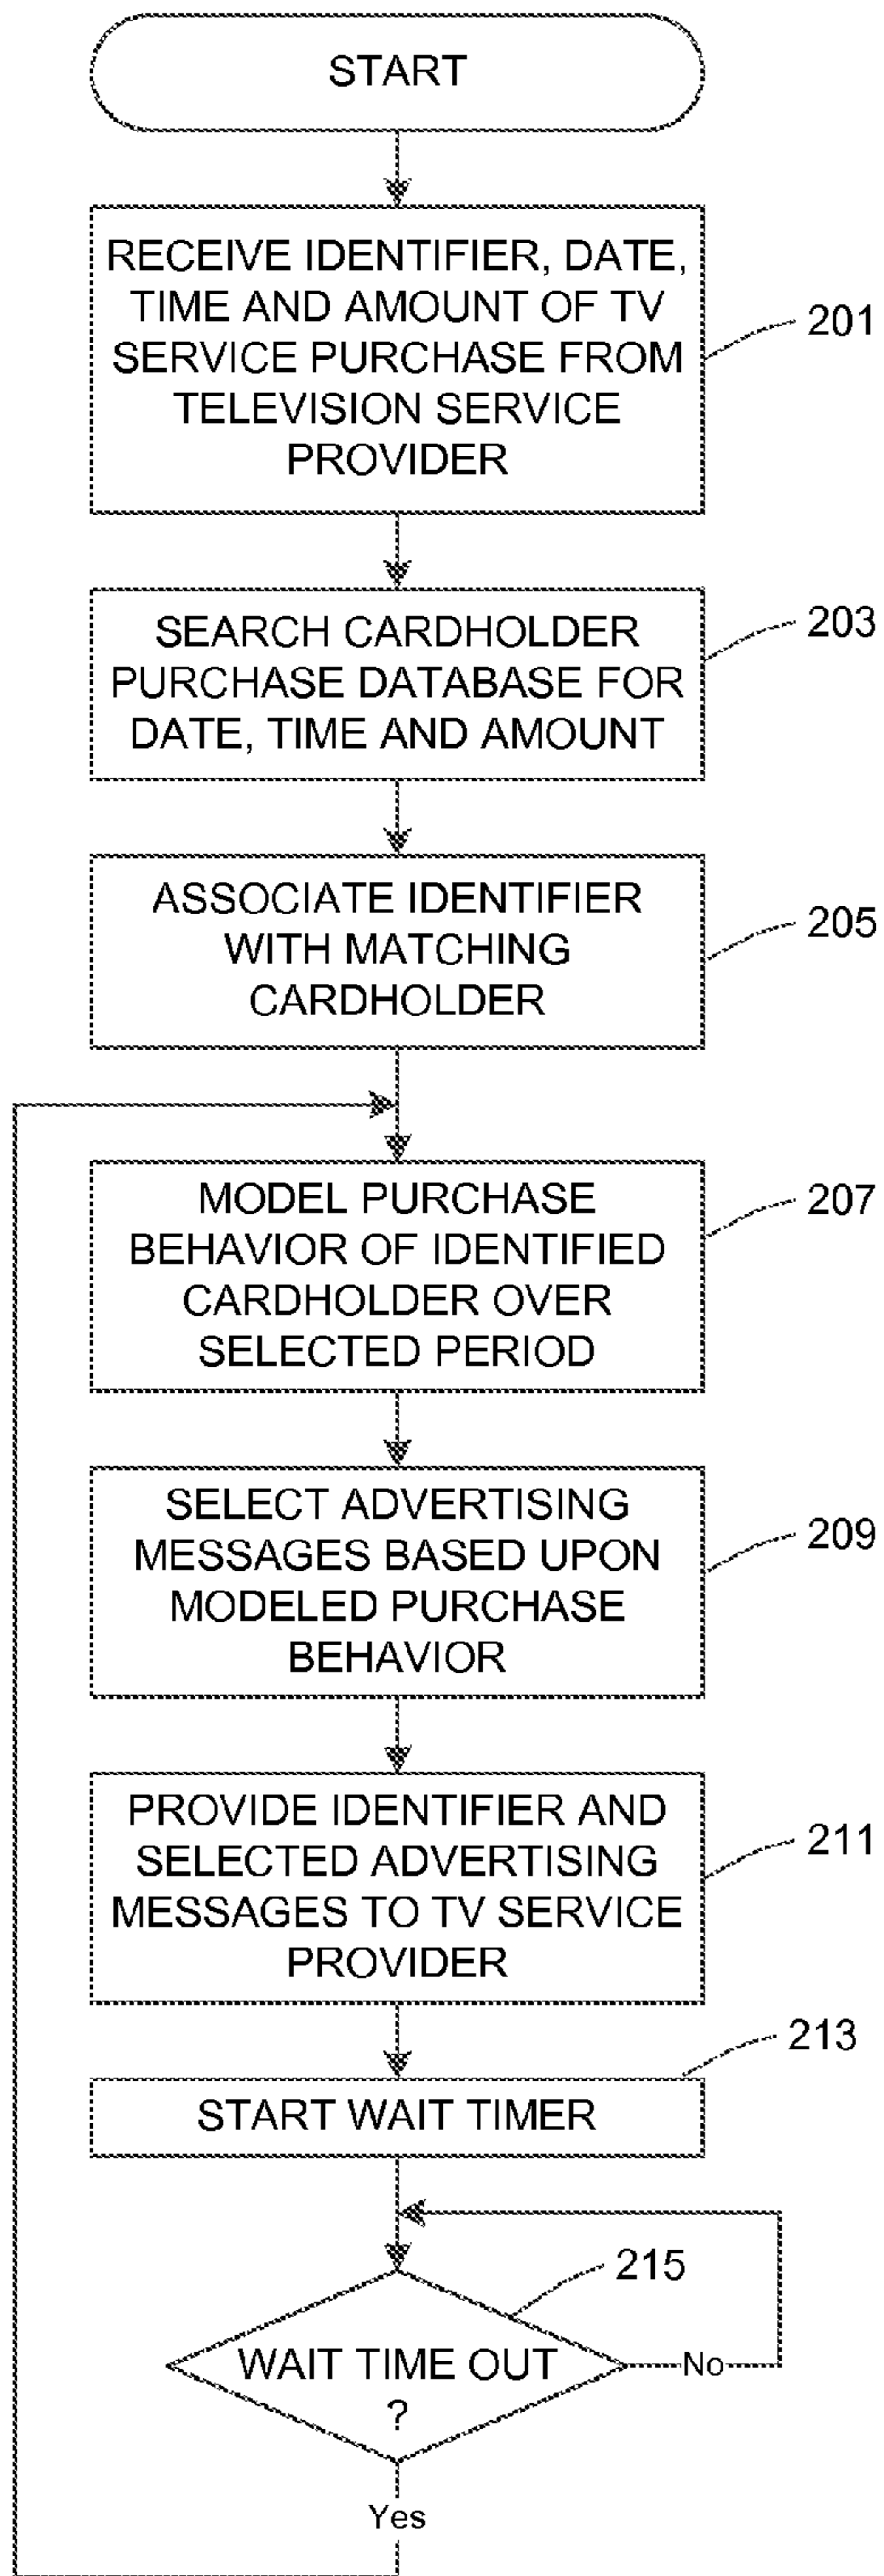 START
RECEIVE IDENTIFIER, DATE,
TIME AND AMOUNT OF TV
SERVICE PURCHASE FROM
TELEVISION SERVICE
PROVIDER
201
SEARCH CARDHOLDER
PURCHASE DATABASE FOR
DATE, TIME AND AMOUNT
203
ASSOCIATE IDENTIFIER
WITH MATCHING
CARDHOLDER
205
MODEL PURCHASE
BEHAVIOR OF IDENTIFIED
CARDHOLDER OVER
SELECTED PERIOD
207
SELECT ADVERTISING
MESSAGES BASED UPON
MODELED PURCHASE
BEHAVIOR
209
PROVIDE IDENTIFIER AND
SELECTED ADVERTISING
MESSAGES TO TV SERVICE
PROVIDER
211
START WAIT TIMER
213
WAIT TIME OUT
?
215
No
Yes